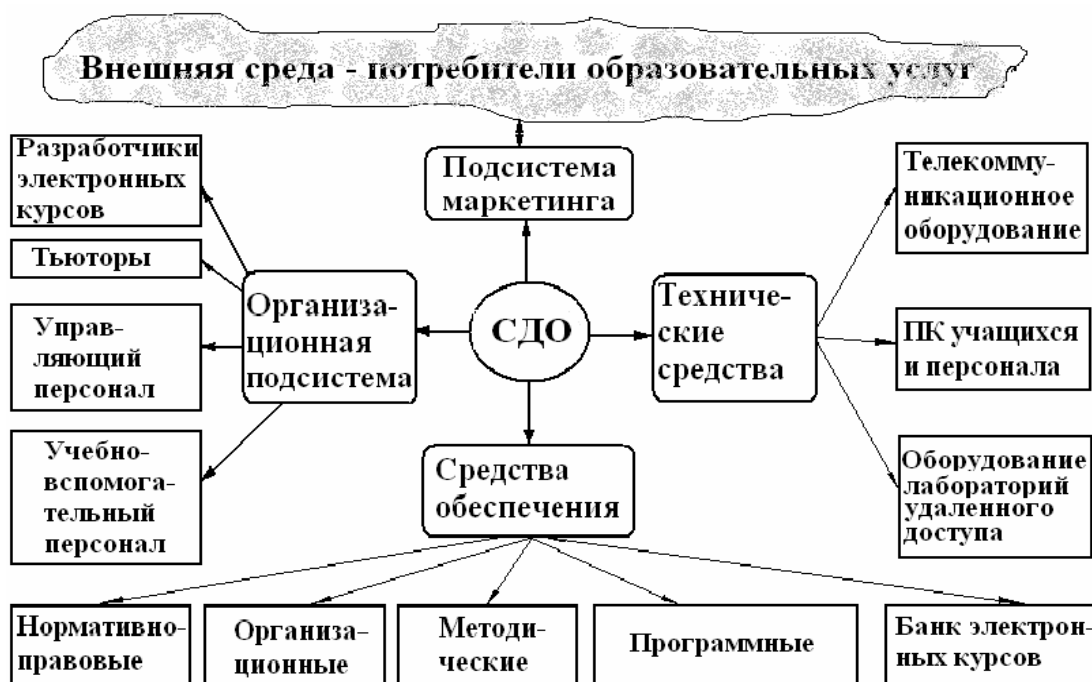 Внешняя среда - потребители образовательных услуг
Подсистема
маркетинга
Разработчики
электронных
курсов
Тьюторы
Управ-
ляющий
персонал
Учебно-
вспомога-
тельный
персонал
Организа-
ционная
подсистема
СДО
Техниче-
ские
средства
Телекомму-
никационное
оборудование
ПК учащихся
и персонала
Оборудование
лабораторий
удаленного
доступа
Средства
обеспечения
Нормативно-
правовые
Организа-
ционные
Методи-
ческие
Программные
Банк электрон-
ных курсов